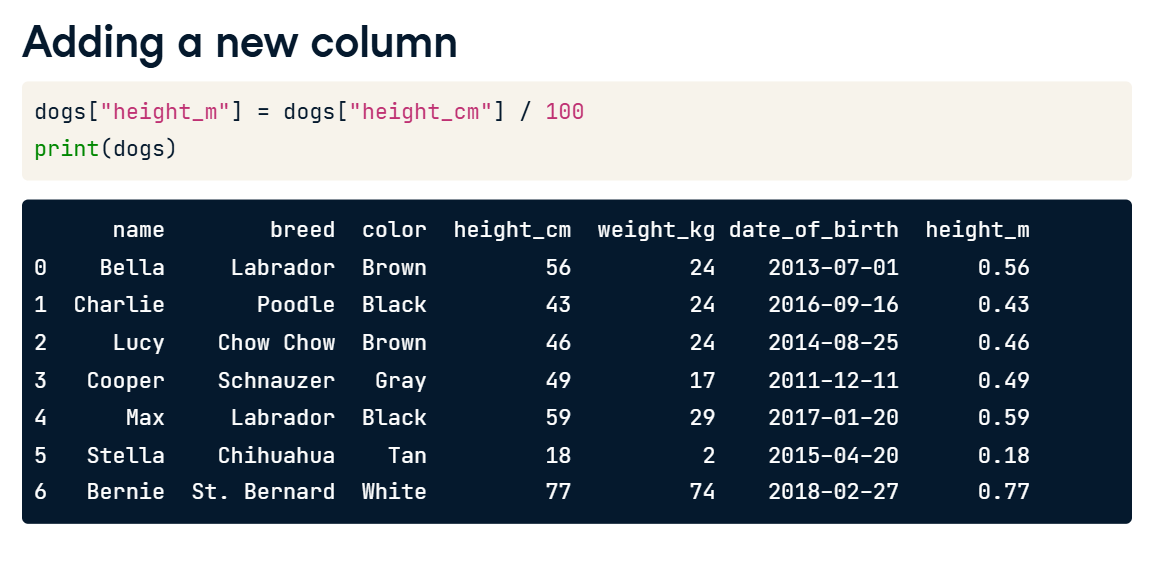 Adding a new column
dogs["height_m"] = dogs["height_cm"] / 100
print(dogs)
      name        breed  color  height_cm  weight_kg date_of_birth  height_m
0    Bella     Labrador  Brown         56         24    2013-07-01      0.56
1  Charlie       Poodle  Black         43         24    2016-09-16      0.43
2     Lucy    Chow Chow  Brown         46         24    2014-08-25      0.46
3   Cooper    Schnauzer   Gray         49         17    2011-12-11      0.49
4      Max     Labrador  Black         59         29    2017-01-20      0.59
5   Stella    Chihuahua    Tan         18          2    2015-04-20      0.18
6   Bernie  St. Bernard  White         77         74    2018-02-27      0.77